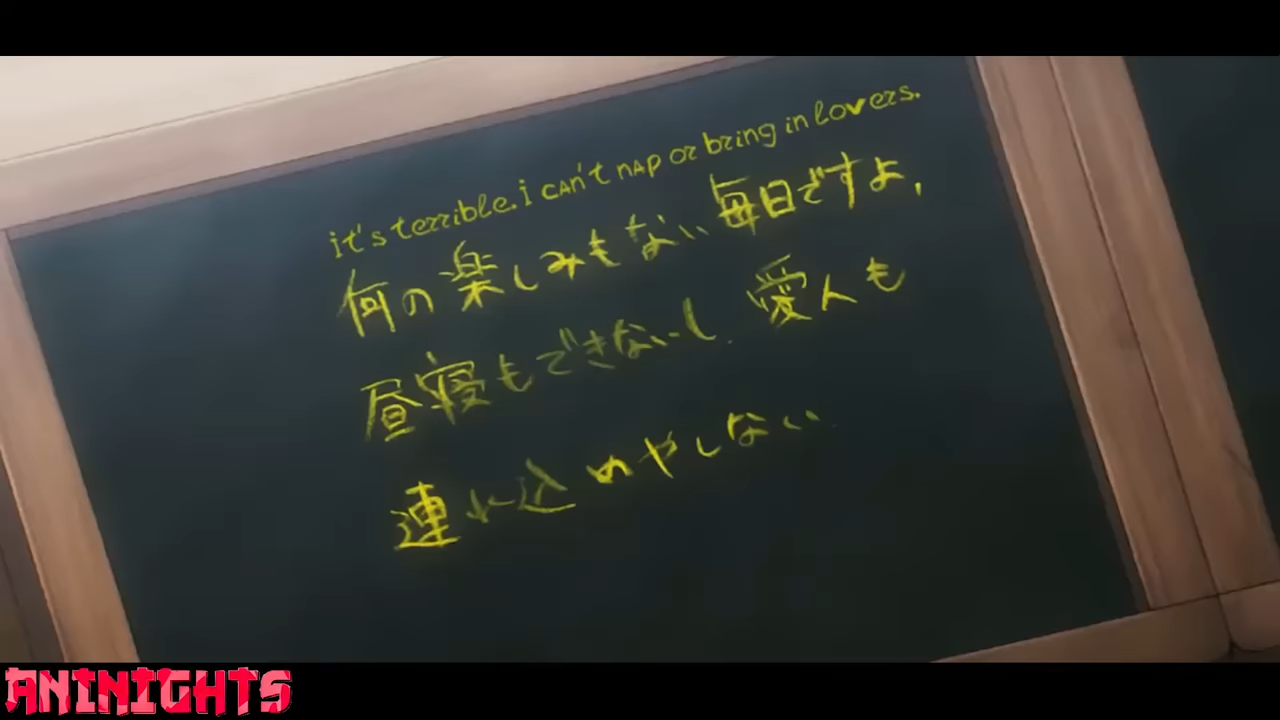 it's terrible. i can't nap or bring in lovers.
何の楽しみもない毎日ですよ,
昼寝もできないし、愛人も
連れ込めやしない
ANINIGHTS